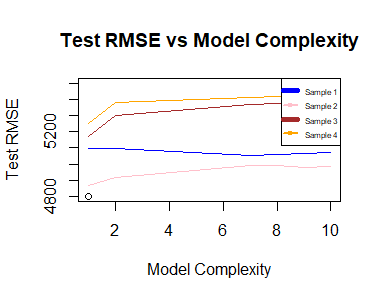 Test RMSE vs Model Complexity
Test RMSE
5200
4800
Sample 1
Sample 2
Sample 3
Sample 4
2
4
6
8
10
Model Complexity